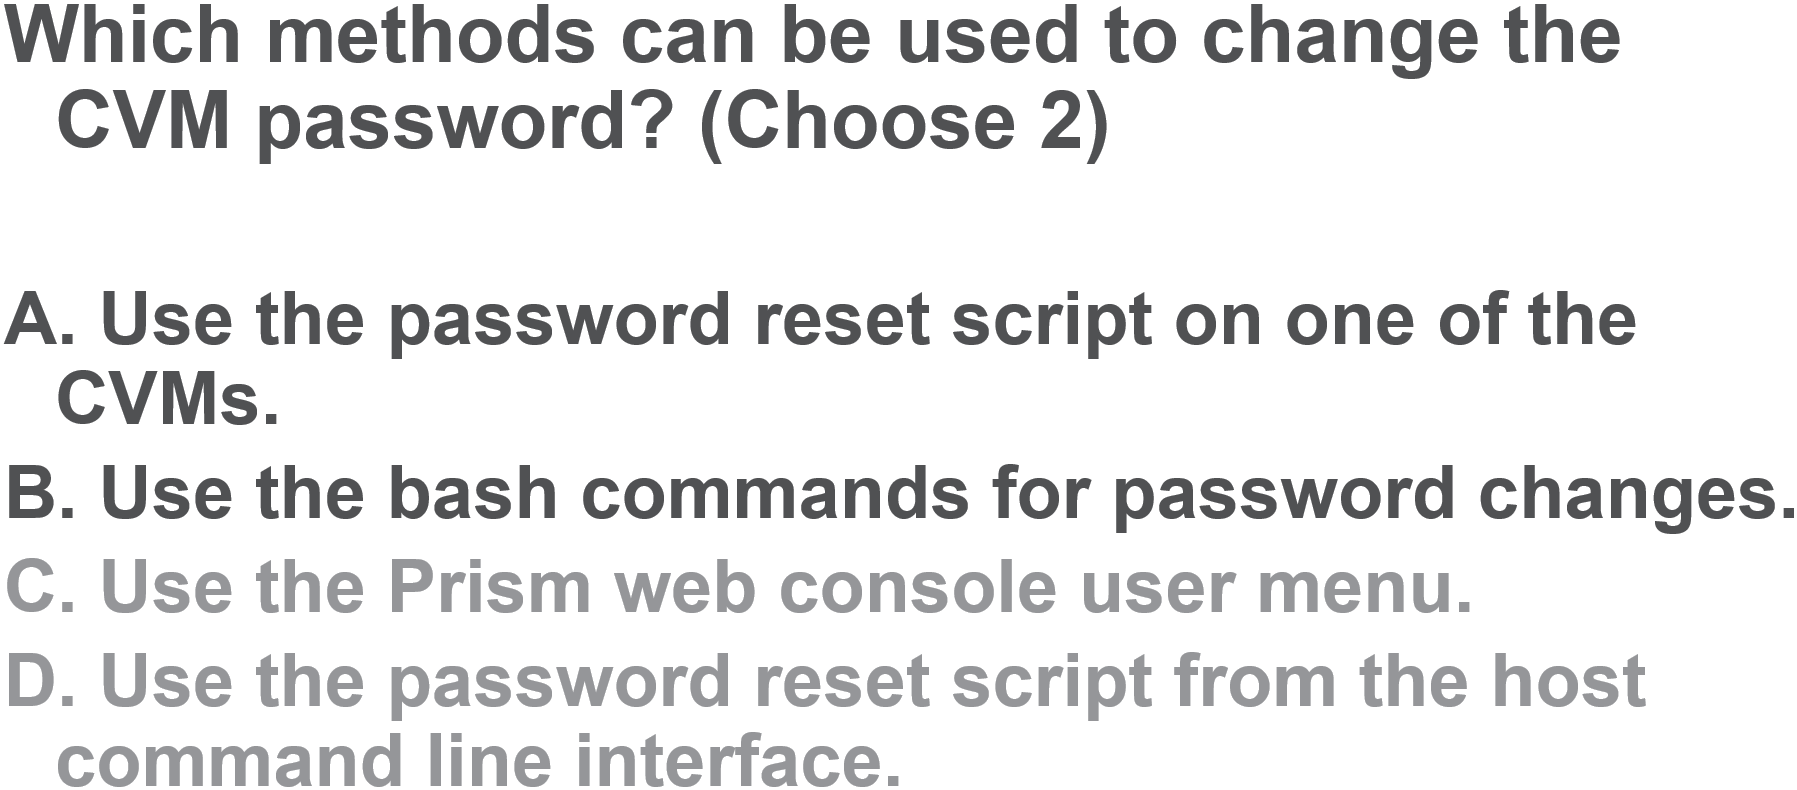 Which methods can be used to change the
CVM password? (Choose 2)
A. Use the password reset script on one of the
CVMs.
B. Use the bash commands for password changes.
C. Use the Prism web console user menu.
D. Use the password reset script from the host
command line interface.